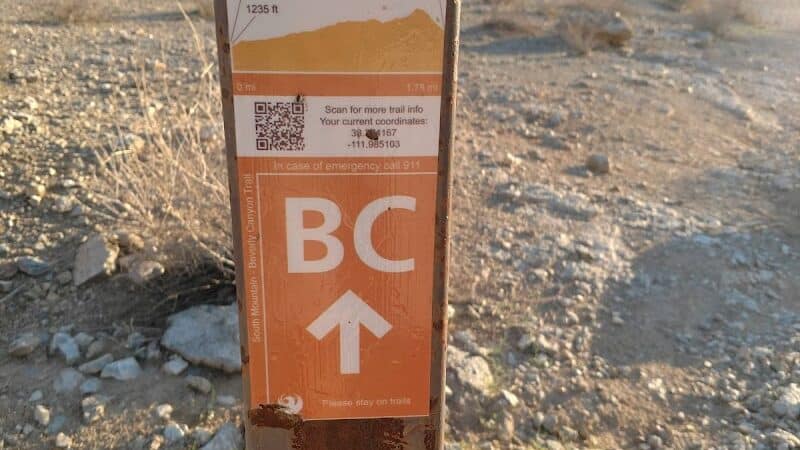 1235 ft
0 mi 1.78 mi
Scan for more trail info
Your current coordinates:
-111.985103
In case of emergency call 911
South Mountain - Beverly Canyon Trail
BC
Please stay on trails